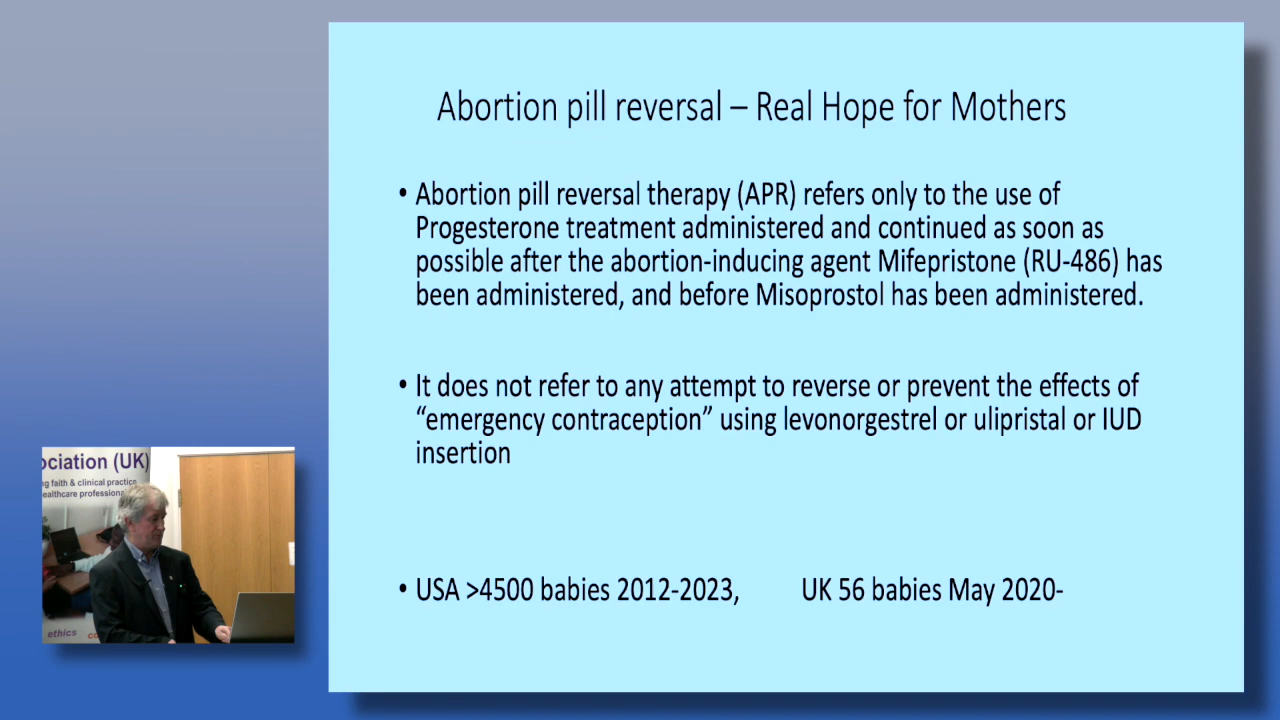 Abortion pill reversal – Real Hope for Mothers
• Abortion pill reversal therapy (APR) refers only to the use of
Progesterone treatment administered and continued as soon as
possible after the abortion-inducing agent Mifepristone (RU-486) has
been administered, and before Misoprostol has been administered.
• It does not refer to any attempt to reverse or prevent the effects of
“emergency contraception” using levonorgestrel or ulipristal or IUD
insertion
• USA >4500 babies 2012-2023, UK 56 babies May 2020-
ociation (UK)
ng faith & clinical practice
ealthcare professiona
ethics co